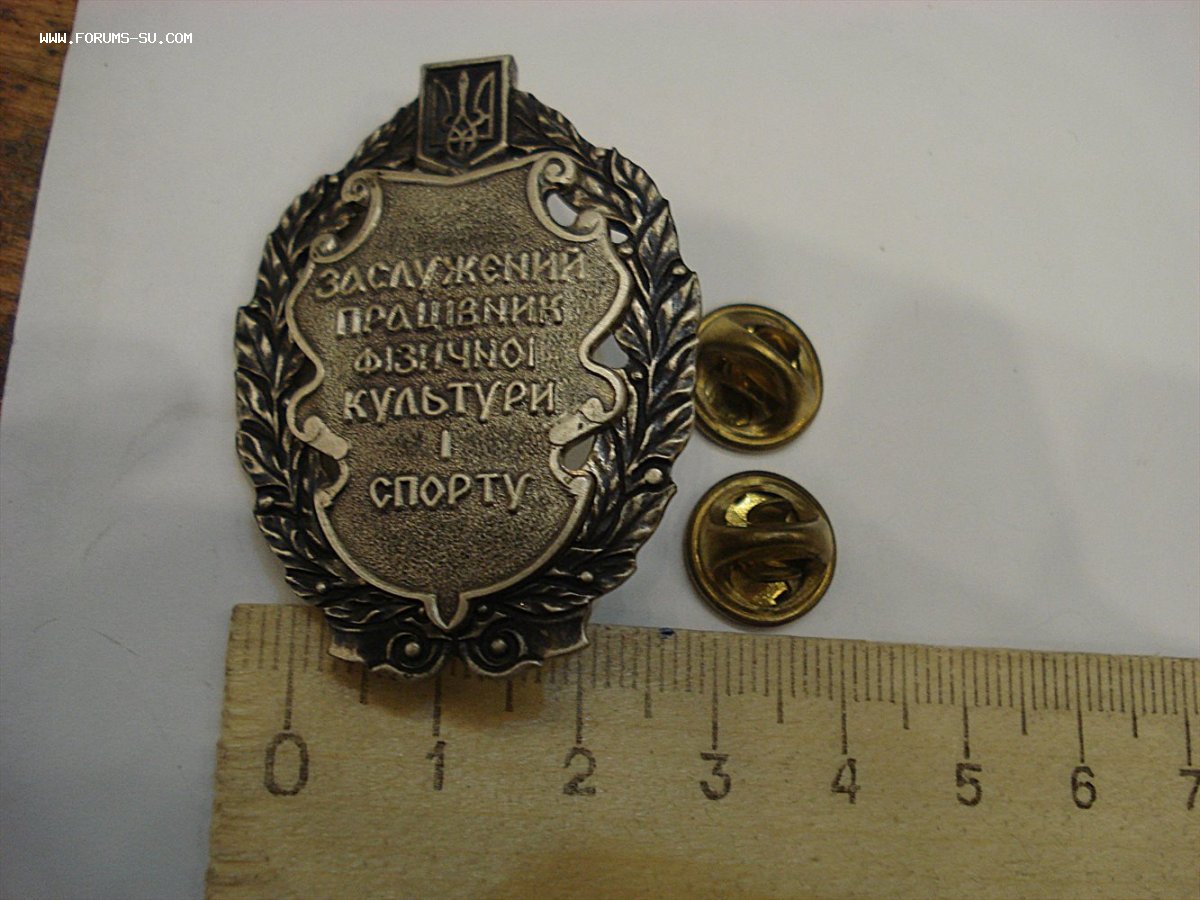 WWW.FORUMS-SU.COM
ЗАСЛУЖЕНИЙ
ПРАЦІВНИК
ФІЗИЧНОЇ
КУЛЬТУРИ
І
СПОРТУ
0 1 2 3 4 5 6 7